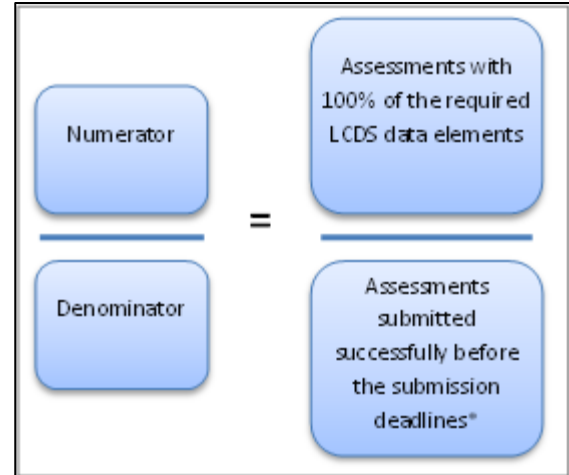 Numerator
Assessments with
100% of the required
LCDS data elements
=
Denominator
Assessments
submitted
successfully before
the submission
deadlines*